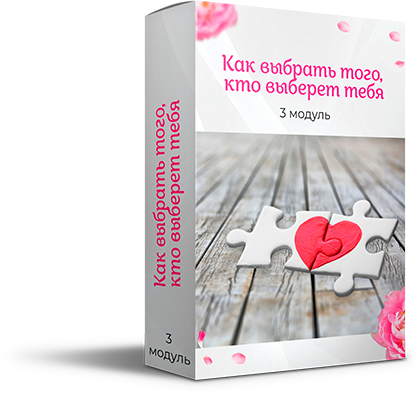 Как выбрать того,
кто выберет тебя
3 модуль
Как выбрать того,
кто выберет тебя
3
модуль